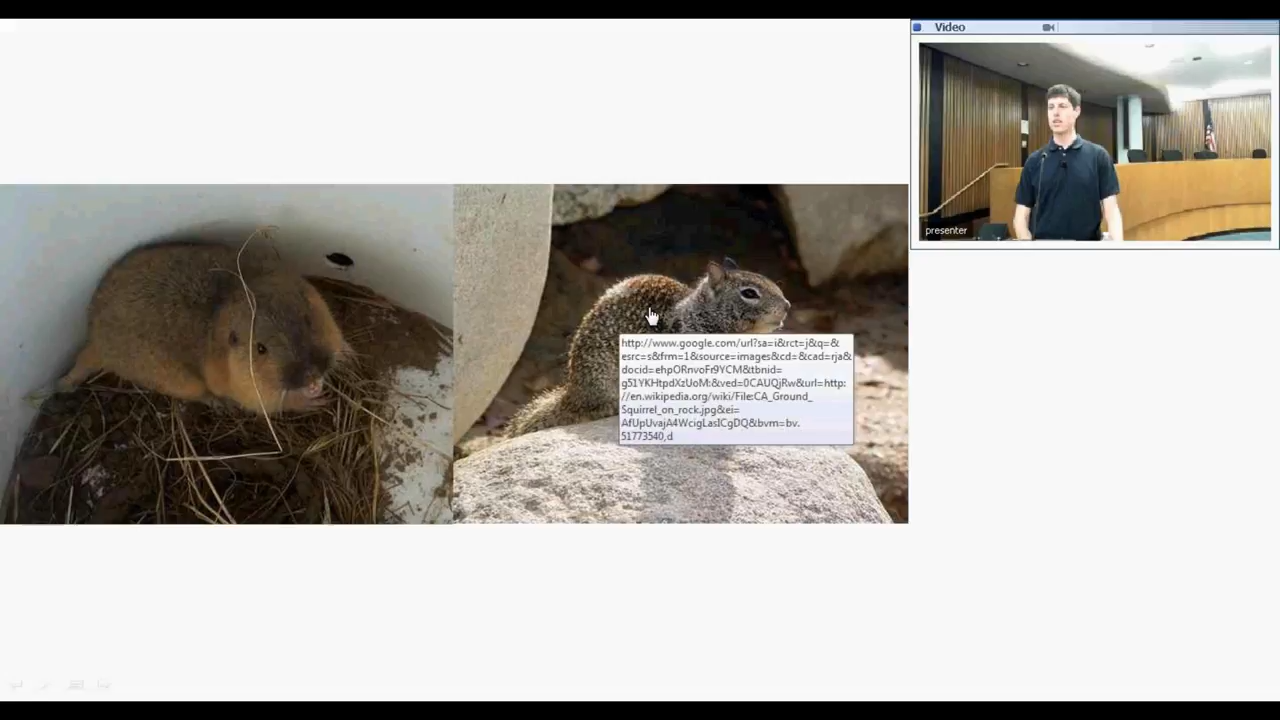 Video
presenter
http://www.google.com/url?sa=i&rct=j&q=&
esrc=s&frm=1&source=images&cd=&cad=rja&
docid=ehpORnvoFr9YCM&tbnid=
g51YKHtpdXzUoM:&ved=0CAUQjRw&url=http:
//en.wikipedia.org/wiki/File:CA_Ground_
Squirrel_on_rock.jpg&ei=
AfUpUvajA4WcigLasICgDQ&bvm=bv.
51773540,d